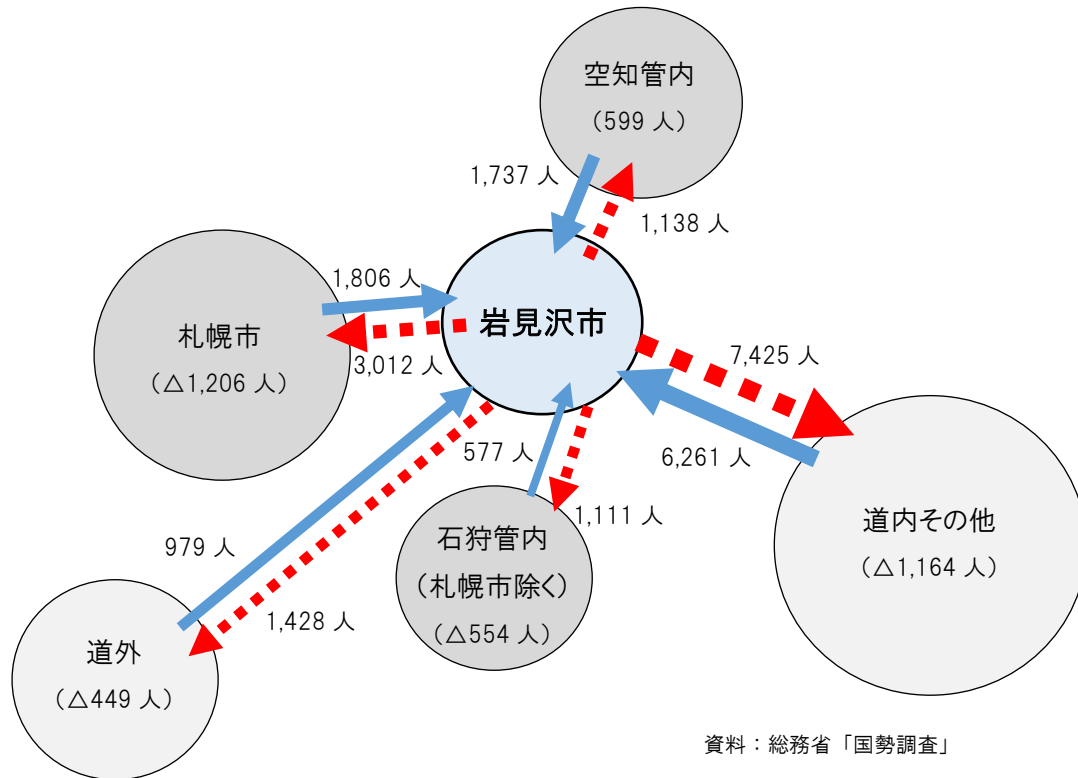 空知管内
（599 人）
1,737 人
1,138 人
1,806 人
岩見沢市
札幌市
（△1,206 人）
3,012 人
7,425 人
577 人
6,261 人
1,111 人
石狩管内
（札幌市除く）
（△554 人）
道内その他
（△1,164 人）
979 人
1,428 人
道外
（△449 人）
資料：総務省「国勢調査」